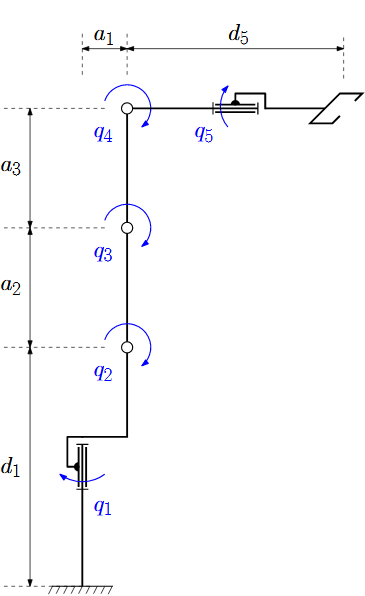 a₁ d₅
q₄ q₅
a₃
q₃
a₂
q₂
d₁
q₁